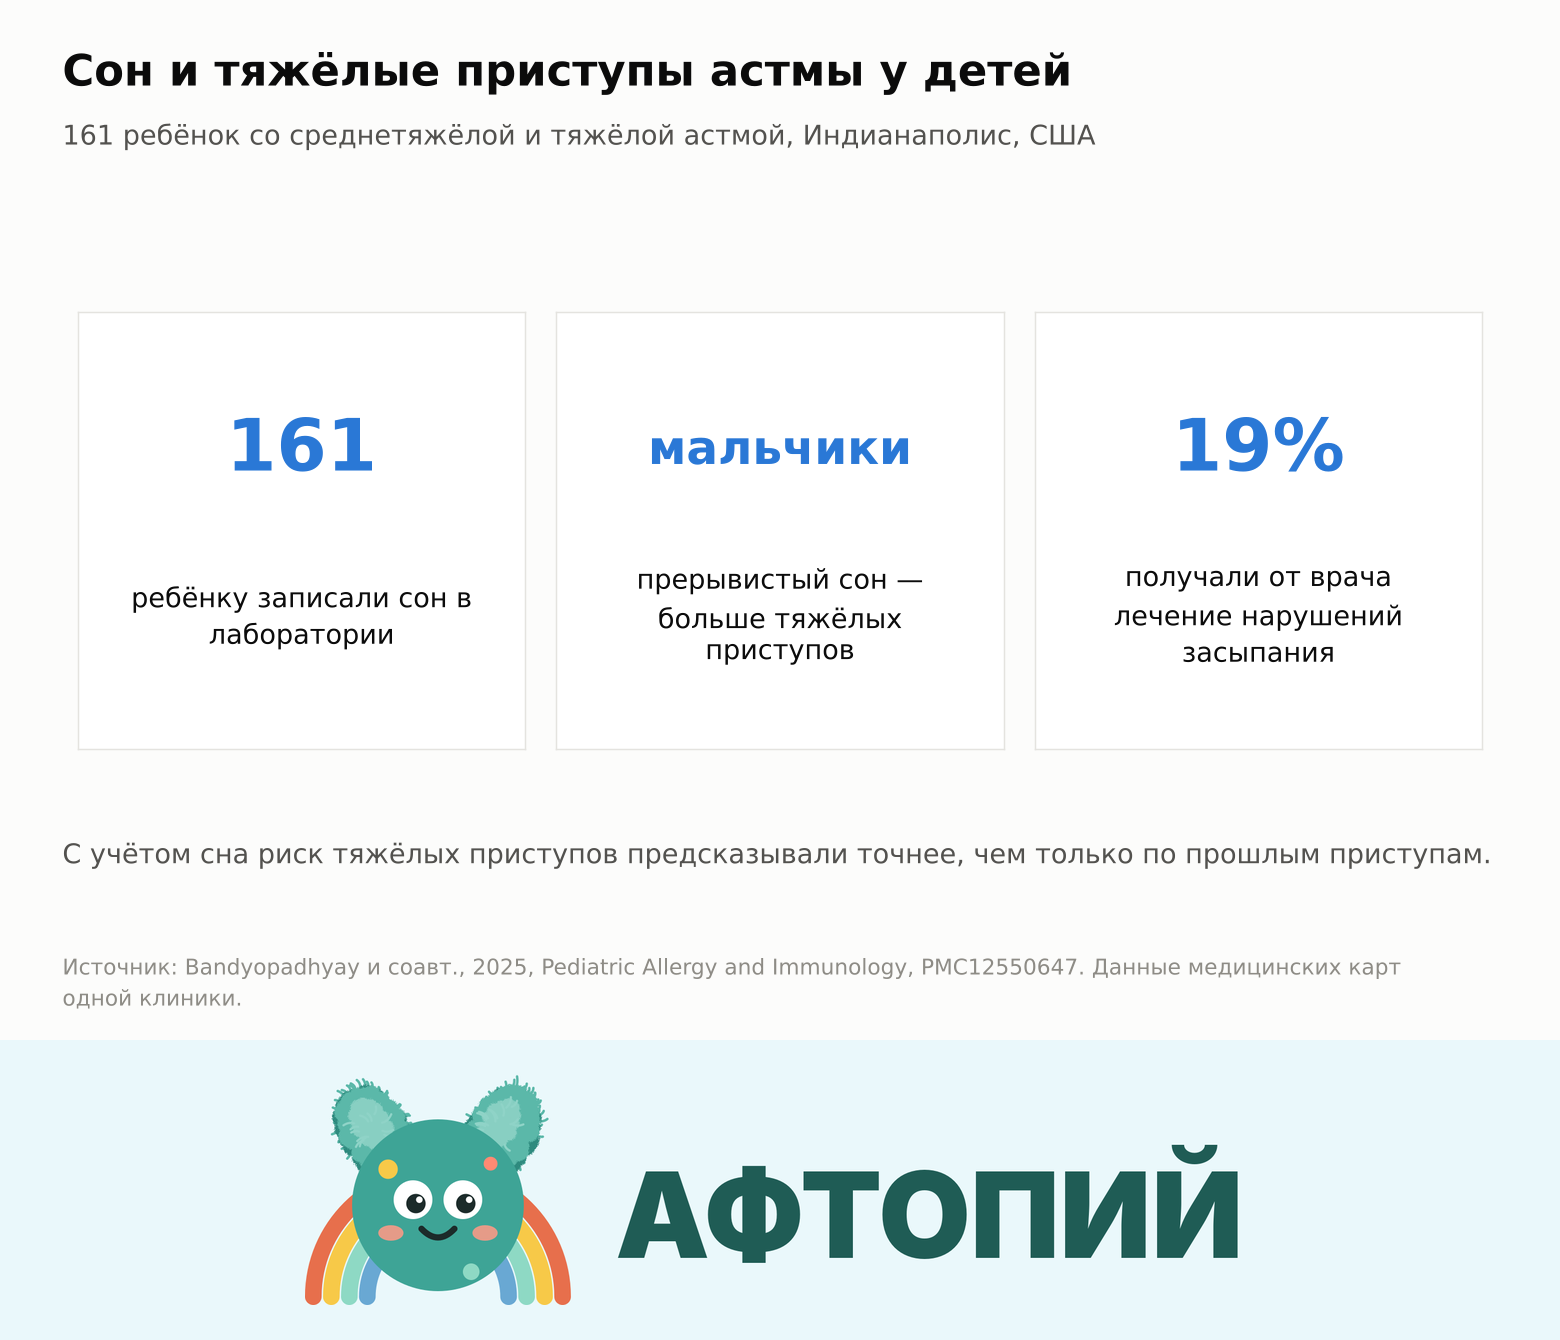 Сон и тяжёлые приступы астмы у детей
161 ребёнок со среднетяжёлой и тяжёлой астмой, Индианаполис, США
161
ребёнку записали сон в
лаборатории
мальчики
прерывистый сон —
больше тяжёлых
приступов
19%
получали от врача
лечение нарушений
засыпания
С учётом сна риск тяжёлых приступов предсказывали точнее, чем только по прошлым приступам.
Источник: Bandyopadhyay и соавт., 2025, Pediatric Allergy and Immunology, PMC12550647. Данные медицинских карт
одной клиники.
АФТОПИЙ